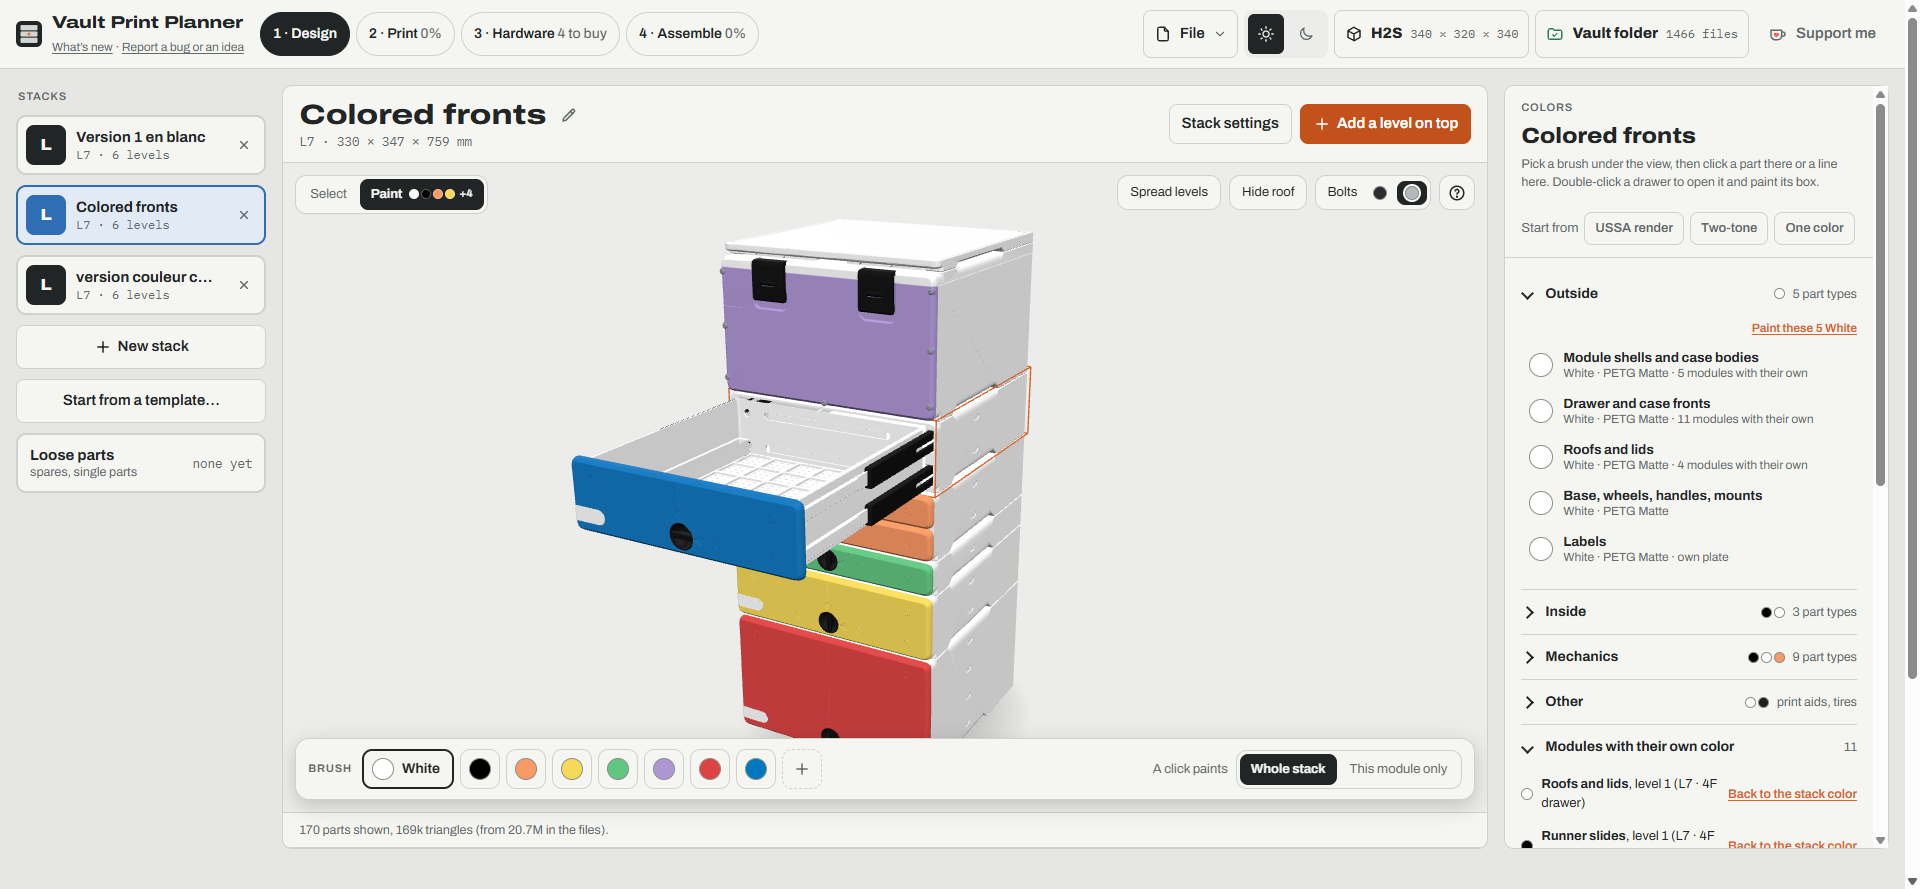 Vault Print Planner
What's new · Report a bug or an idea
1 · Design
2 · Print 0%
3 · Hardware 4 to buy
4 · Assemble 0%
File
H2S 340 × 320 × 340
Vault folder 1466 files
Support me
STACKS
L
Version 1 en blanc
L7 · 6 levels
L
Colored fronts
L7 · 6 levels
L
version couleur c...
L7 · 6 levels
+ New stack
Start from a template...
Loose parts
spares, single parts
none yet
Colored fronts
L7 · 330 × 347 × 759 mm
Stack settings
+ Add a level on top
Select
Paint +4
Spread levels
Hide roof
Bolts
BRUSH
White
+
A click paints
Whole stack
This module only
170 parts shown, 169k triangles (from 20.7M in the files).
COLORS
Colored fronts
Pick a brush under the view, then click a part there or a line
here. Double-click a drawer to open it and paint its box.
Start from
USSA render
Two-tone
One color
Outside
5 part types
Paint these 5 White
Module shells and case bodies
White · PETG Matte · 5 modules with their own
Drawer and case fronts
White · PETG Matte · 11 modules with their own
Roofs and lids
White · PETG Matte · 4 modules with their own
Base, wheels, handles, mounts
White · PETG Matte
Labels
White · PETG Matte · own plate
Inside
3 part types
Mechanics
9 part types
Other
print aids, tires
Modules with their own color
11
Roofs and lids, level 1 (L7 · 4F
drawer)
Back to the stack color
Runner slides, level 1 (L7 · 4F
Back to the stack color